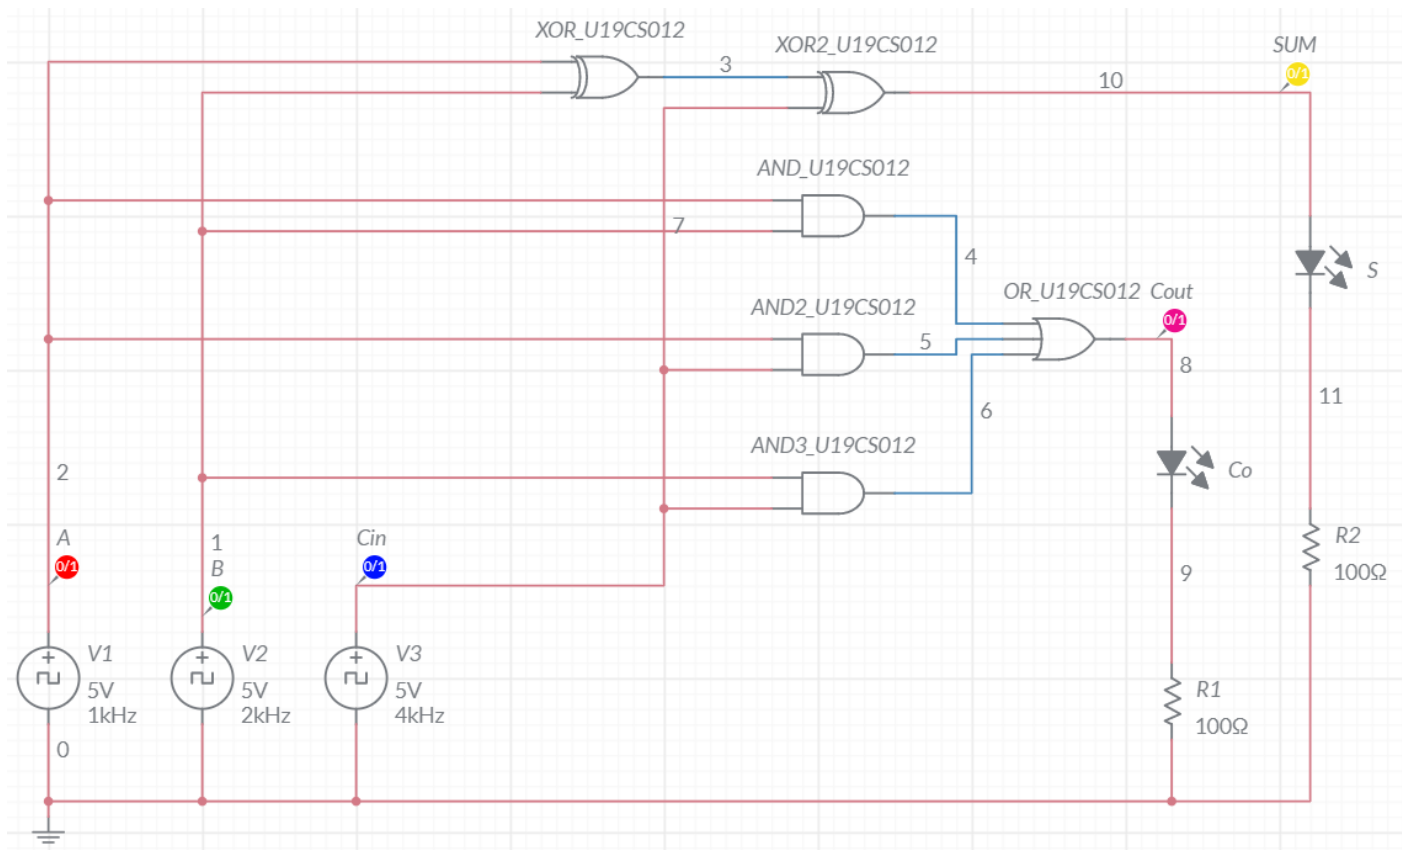 XOR_U19CS012
XOR2_U19CS012
SUM
3
0/1
10
AND_U19CS012
7
4
S
OR_U19CS012 Cout
AND2_U19CS012
0/1
5
8
11
6
AND3_U19CS012
Co
2
A
1
Cin
R2
0/1
B
0/1
9
100Ω
0/1
V1
V2
V3
5V
5V
5V
1kHz
2kHz
4kHz
R1
100Ω
0
+
+
+